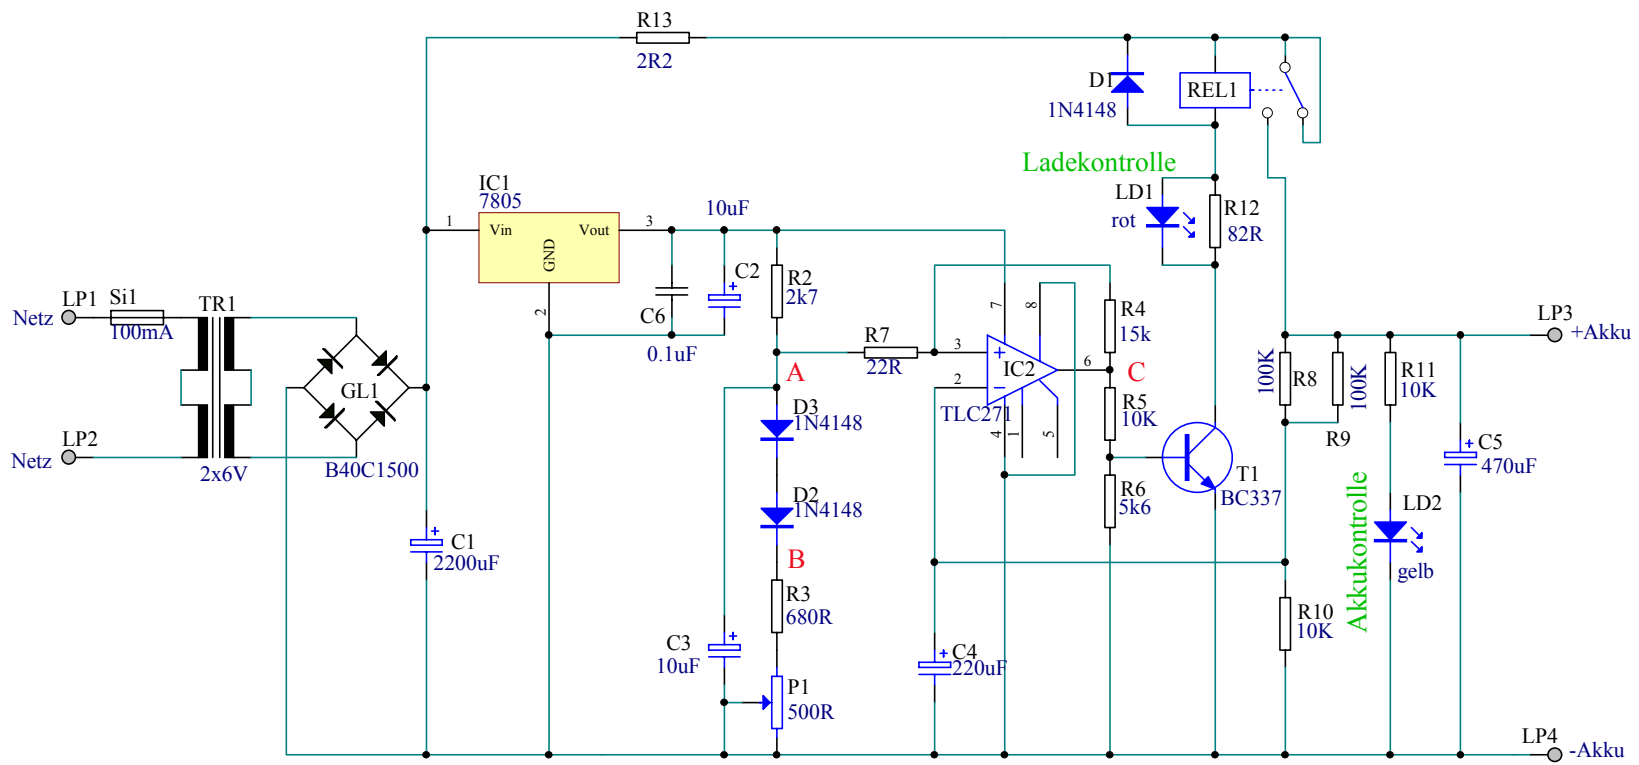 R13
2R2
D1
1N4148
REL1
Ladekontrolle
LD1
rot
R12
82R
IC1
7805
1
Vin
Vout
GND
3
2
10uF
C2
C6
0.1uF
R2
2k7
LP1
Netz
Si1
100mA
TR1
2x6V
LP2
Netz
GL1
B40C1500
R7
22R
A
3
2
7
8
IC2
TLC271
4
1
5
6
R4
15k
C
R5
10K
R6
5k6
T1
BC337
LP3
+Akku
100K
R8
100K
R9
R11
10K
C5
470uF
D3
1N4148
D2
1N4148
B
R3
680R
C1
2200uF
C3
10uF
P1
500R
C4
220uF
R10
10K
Akkukontrolle
LD2
gelb
LP4
-Akku